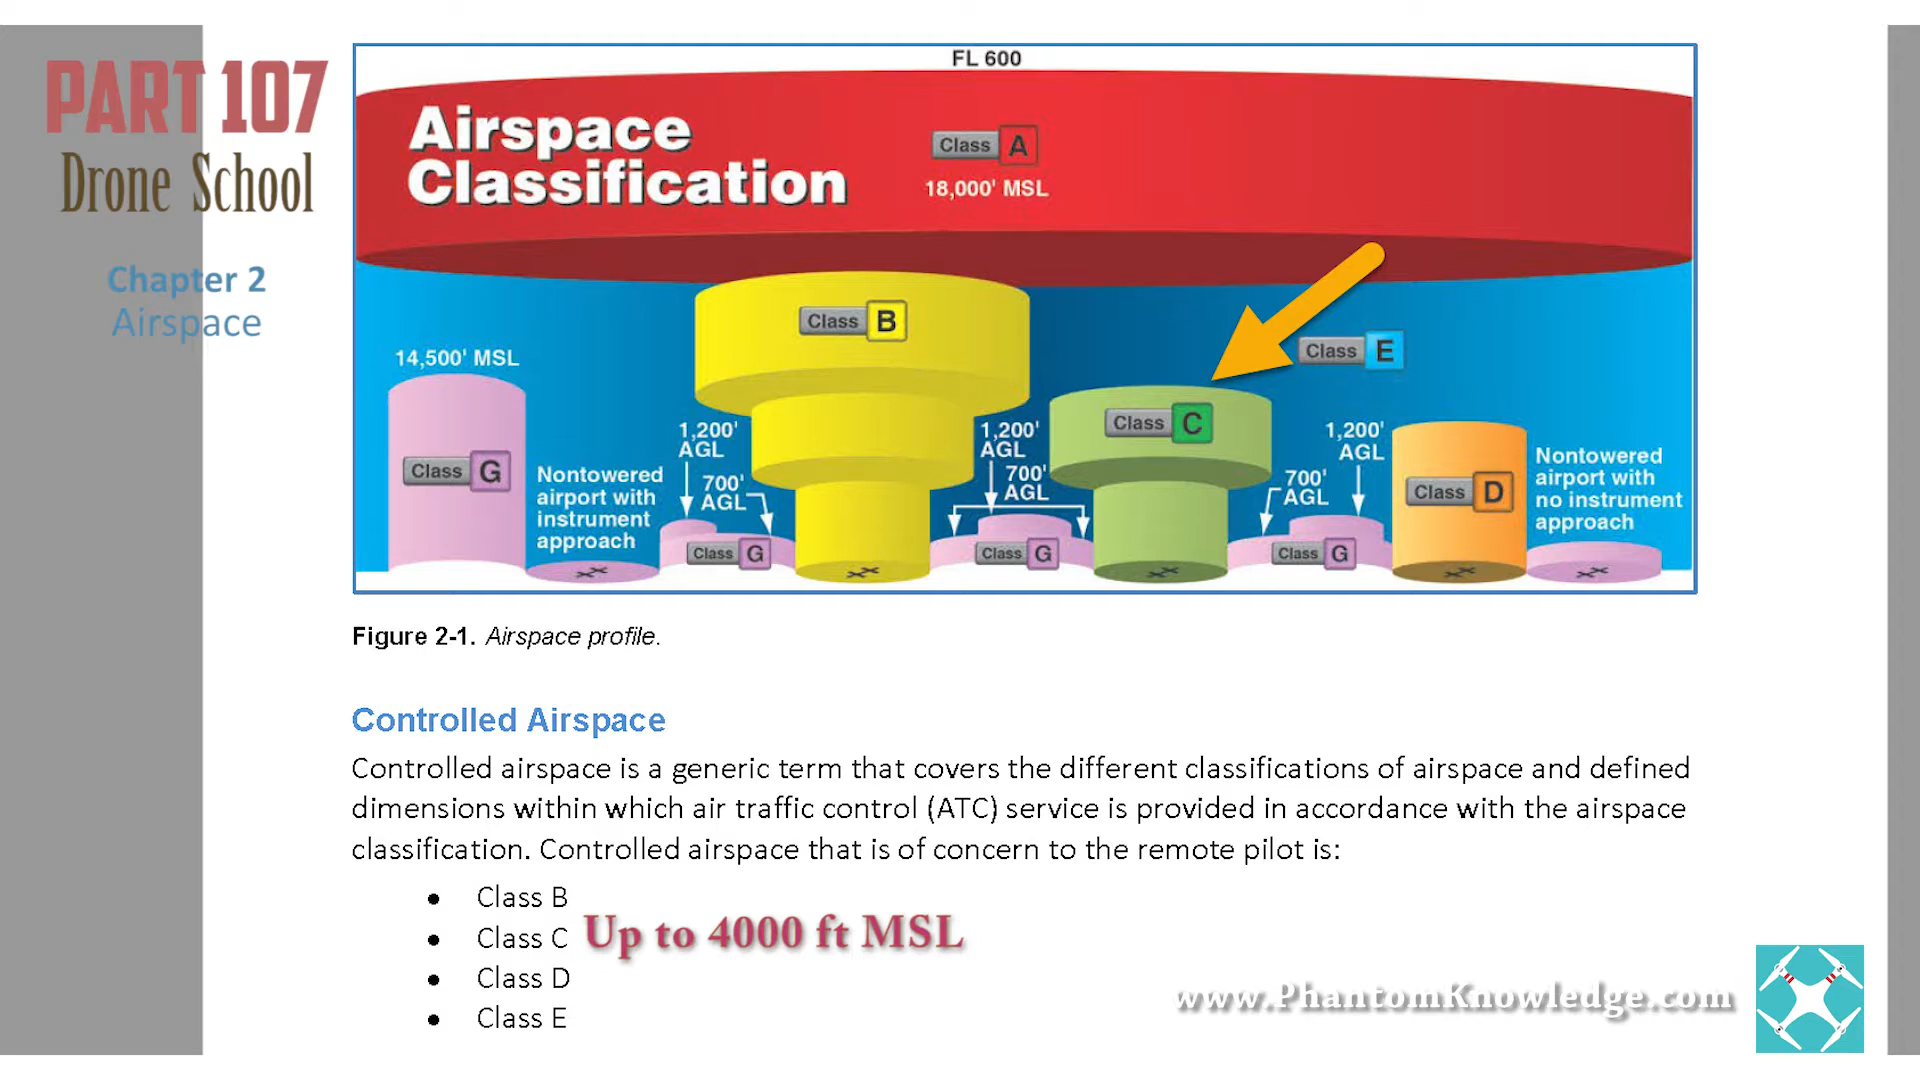 PART 107
Drone School
Chapter 2
Airspace
FL 600
Airspace
Classification
Class A
18,000' MSL
Class B
Class E
14,500' MSL
Class C
Class G
Nontowered
airport with
instrument
approach
1,200'
AGL
700'
AGL
Class G
1,200'
AGL
700'
AGL
Class G
1,200'
AGL
700'
AGL
Class G
Class D
Nontowered
airport with
no instrument
approach
Figure 2-1. Airspace profile.
Controlled Airspace
Controlled airspace is a generic term that covers the different classifications of airspace and defined
dimensions within which air traffic control (ATC) service is provided in accordance with the airspace
classification. Controlled airspace that is of concern to the remote pilot is:
• Class B
• Class C Up to 4000 ft MSL
• Class D
• Class E
www.PhantomKnowledge.com